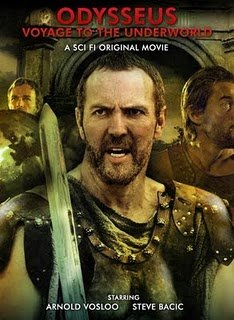 ODYSSEUS
VOYAGE TO THE UNDERWORLD
A SCI FI ORIGINAL MOVIE
STARRING
ARNOLD VOSLOO STEVE BACIC